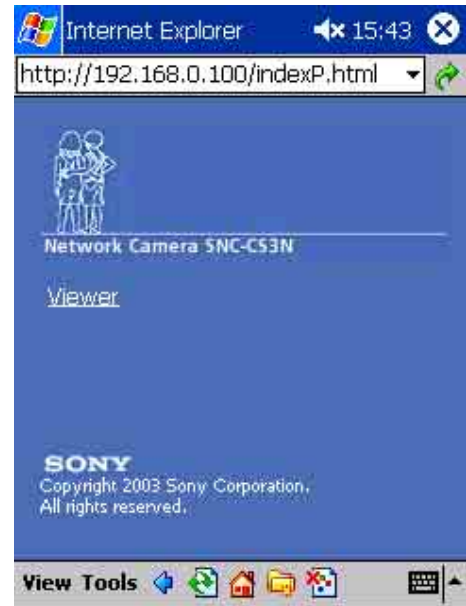 Internet Explorer 15:43
http://192.168.0.100/indexP.html
Network Camera SNC-CS3N
Viewer
SONY
Copyright 2003 Sony Corporation.
All rights reserved.
View Tools